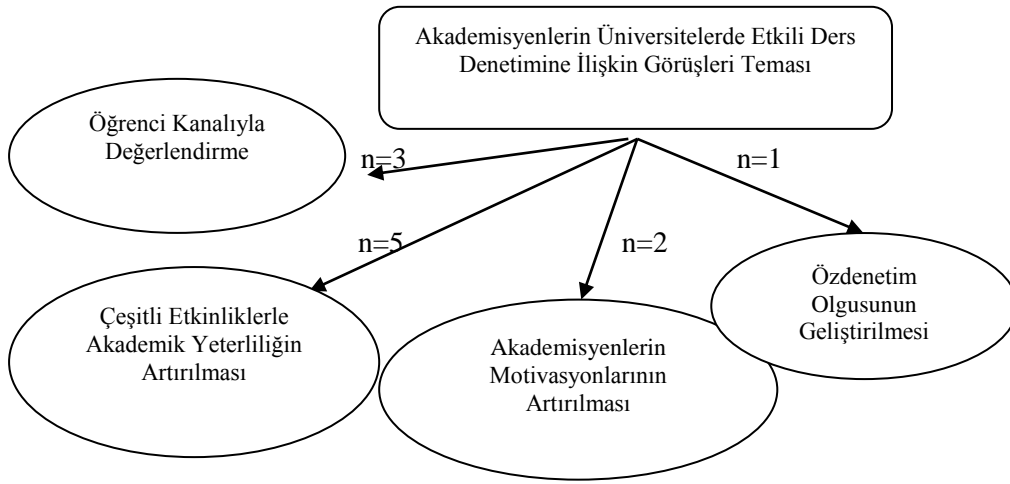 Akademisyenlerin Üniversitelerde Etkili Ders
Denetimine İlişkin Görüşleri Teması
Öğrenci Kanalıyla
Değerlendirme
n=3
n=1
n=5
n=2
Çeşitli Etkinliklerle
Akademik Yeterliliğin
Artırılması
Akademisyenlerin
Motivasyonlarının
Artırılması
Özdenetim
Olgusunun
Geliştirilmesi